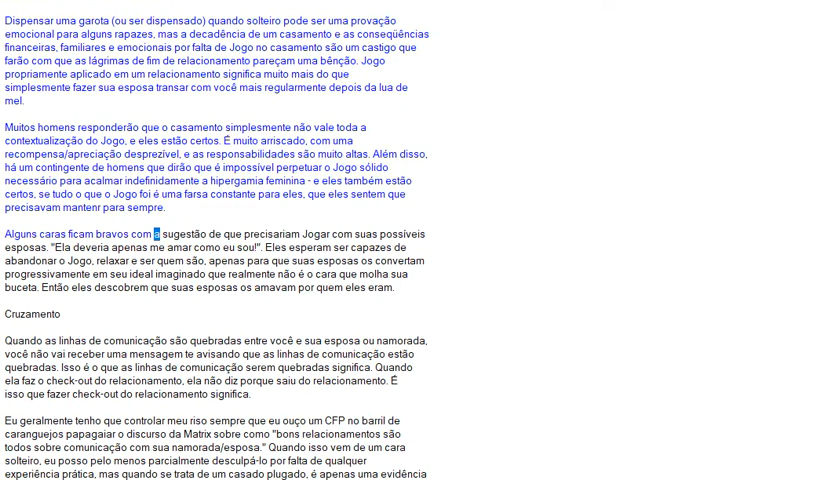 Dispensar uma garota (ou ser dispensado) quando solteiro pode ser uma provação
emocional para alguns rapazes, mas a decadência de um casamento e as conseqüências
financeiras, familiares e emocionais por falta de Jogo no casamento são um castigo que
farão com que as lágrimas de fim de relacionamento pareçam uma bênção. Jogo
propriamente aplicado em um relacionamento significa muito mais do que
simplesmente fazer sua esposa transar com você mais regularmente depois da lua de
mel.
Muitos homens responderão que o casamento simplesmente não vale toda a
contextualização do Jogo, e eles estão certos. É muito arriscado, com uma
recompensa/apreciação desprezível, e as responsabilidades são muito altas. Além disso,
há um contingente de homens que dirão que é impossível perpetuar o Jogo sólido
necessário para acalmar indefinidamente a hipergamia feminina - e eles também estão
certos, se tudo o que o Jogo foi é uma farsa constante para eles, que eles sentem que
precisavam mantenr para sempre.
Alguns caras ficam bravos com a sugestão de que precisariam Jogar com suas possíveis
esposas. "Ela deveria apenas me amar como eu sou!". Eles esperam ser capazes de
abandonar o Jogo, relaxar e ser quem são, apenas para que suas esposas os convertam
progressivamente em seu ideal imaginado que realmente não é o cara que molha sua
buceta. Então eles descobrem que suas esposas os amavam por quem eles eram.
Cruzamento
Quando as linhas de comunicação são quebradas entre você e sua esposa ou namorada,
você não vai receber uma mensagem te avisando que as linhas de comunicação estão
quebradas. Isso é o que as linhas de comunicação serem quebradas significa. Quando
ela faz o check-out do relacionamento, ela não diz porque saiu do relacionamento. É
isso que fazer check-out do relacionamento significa.
Eu geralmente tenho que controlar meu riso sempre que eu ouço um CFP no barril de
caranguejos papagaiar o discurso da Matrix sobre como "bons relacionamentos são
todos sobre comunicação com sua namorada/esposa." Quando isso vem de um cara
solteiro, eu posso pelo menos parcialmente desculpá-lo por falta de qualquer
experiência prática, mas quando se trata de um casado plugado, é apenas uma evidência